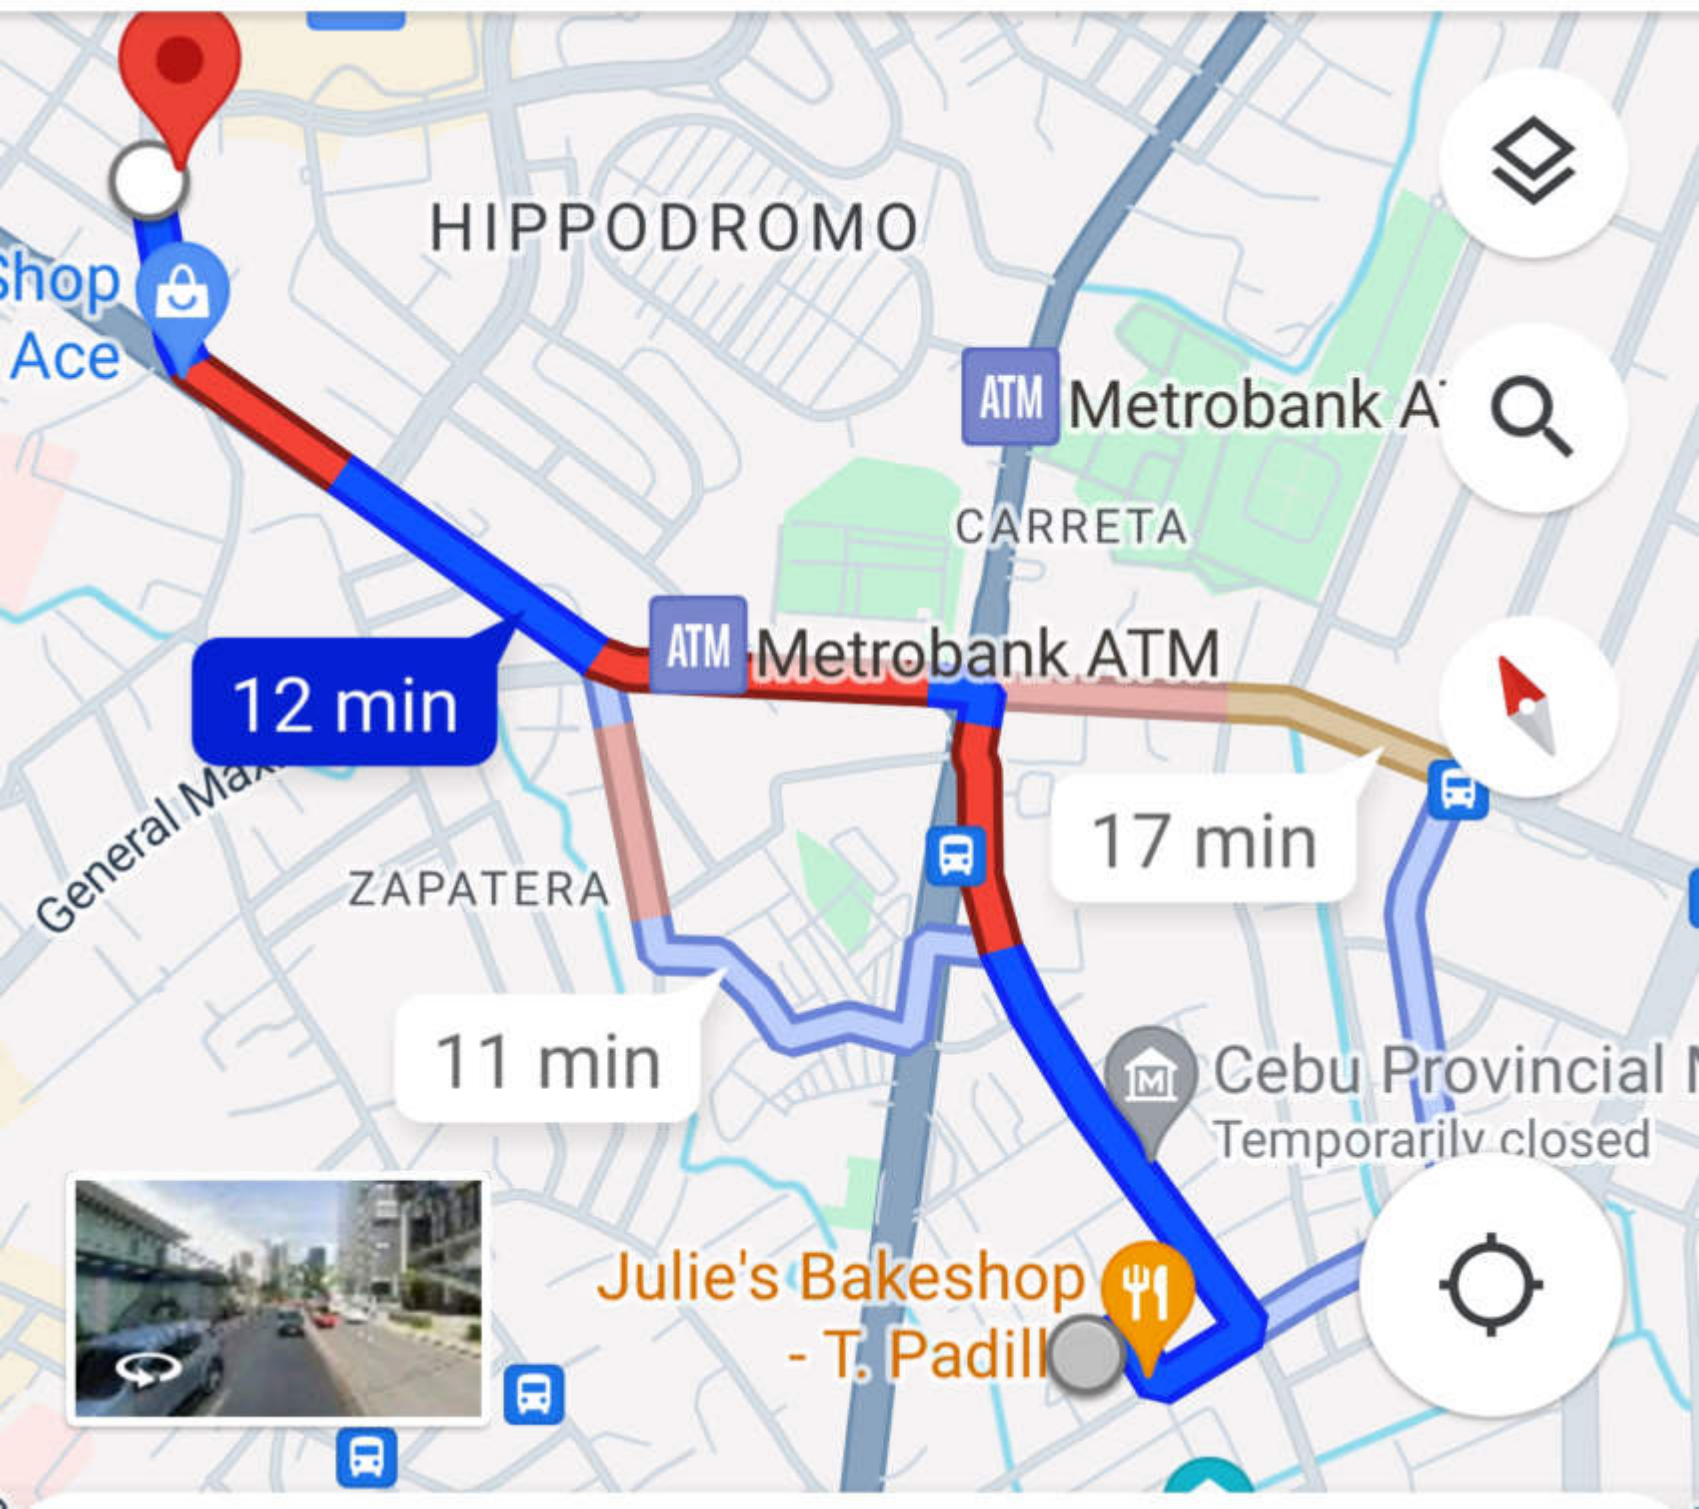 HIPPODROMO
Shop
Ace
ATM Metrobank A
CARRETA
ATM Metrobank ATM
12 min
17 min
General Max
ZAPATERA
11 min
Cebu Provincial
Temporarily closed
Julie's Bakeshop
- T. Padill